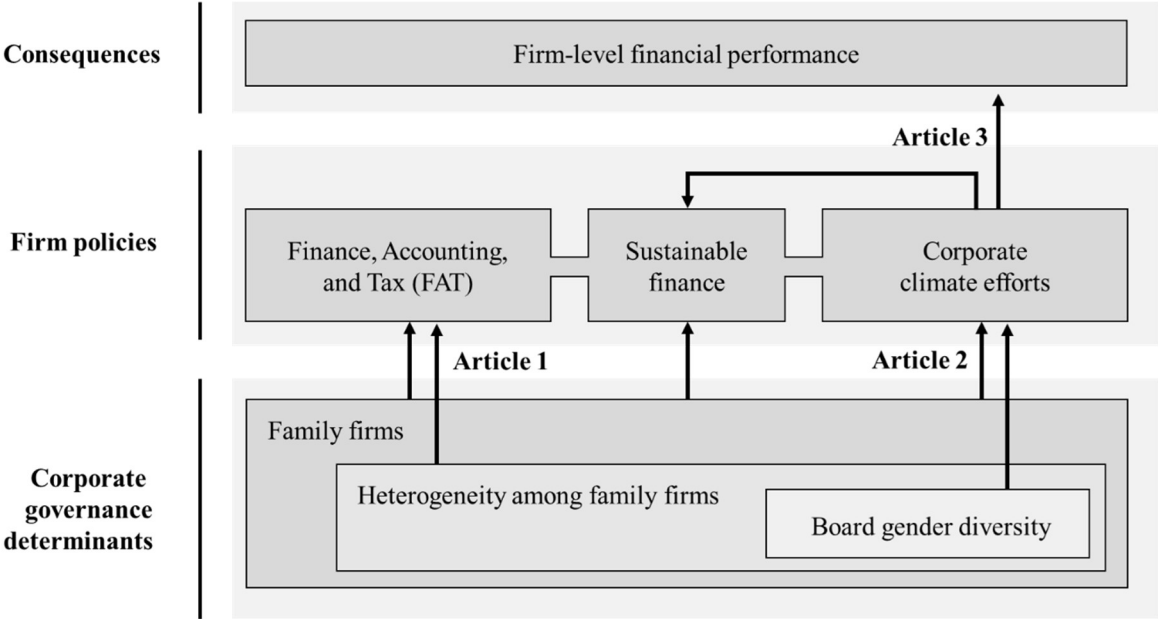 Consequences
Firm-level financial performance
Article 3
Firm policies
Finance, Accounting,
and Tax (FAT)
Sustainable
finance
Corporate
climate efforts
Article 1
Article 2
Corporate
governance
determinants
Family firms
Heterogeneity among family firms
Board gender diversity